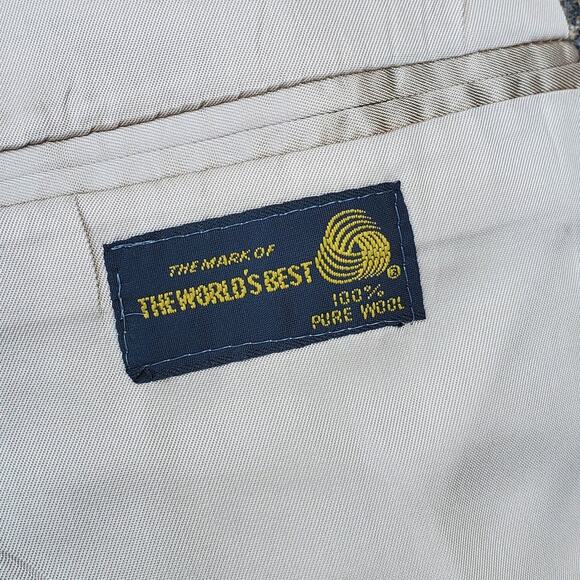 THE MARK OF
THE WORLD'S BEST
®
100%
PURE WOOL